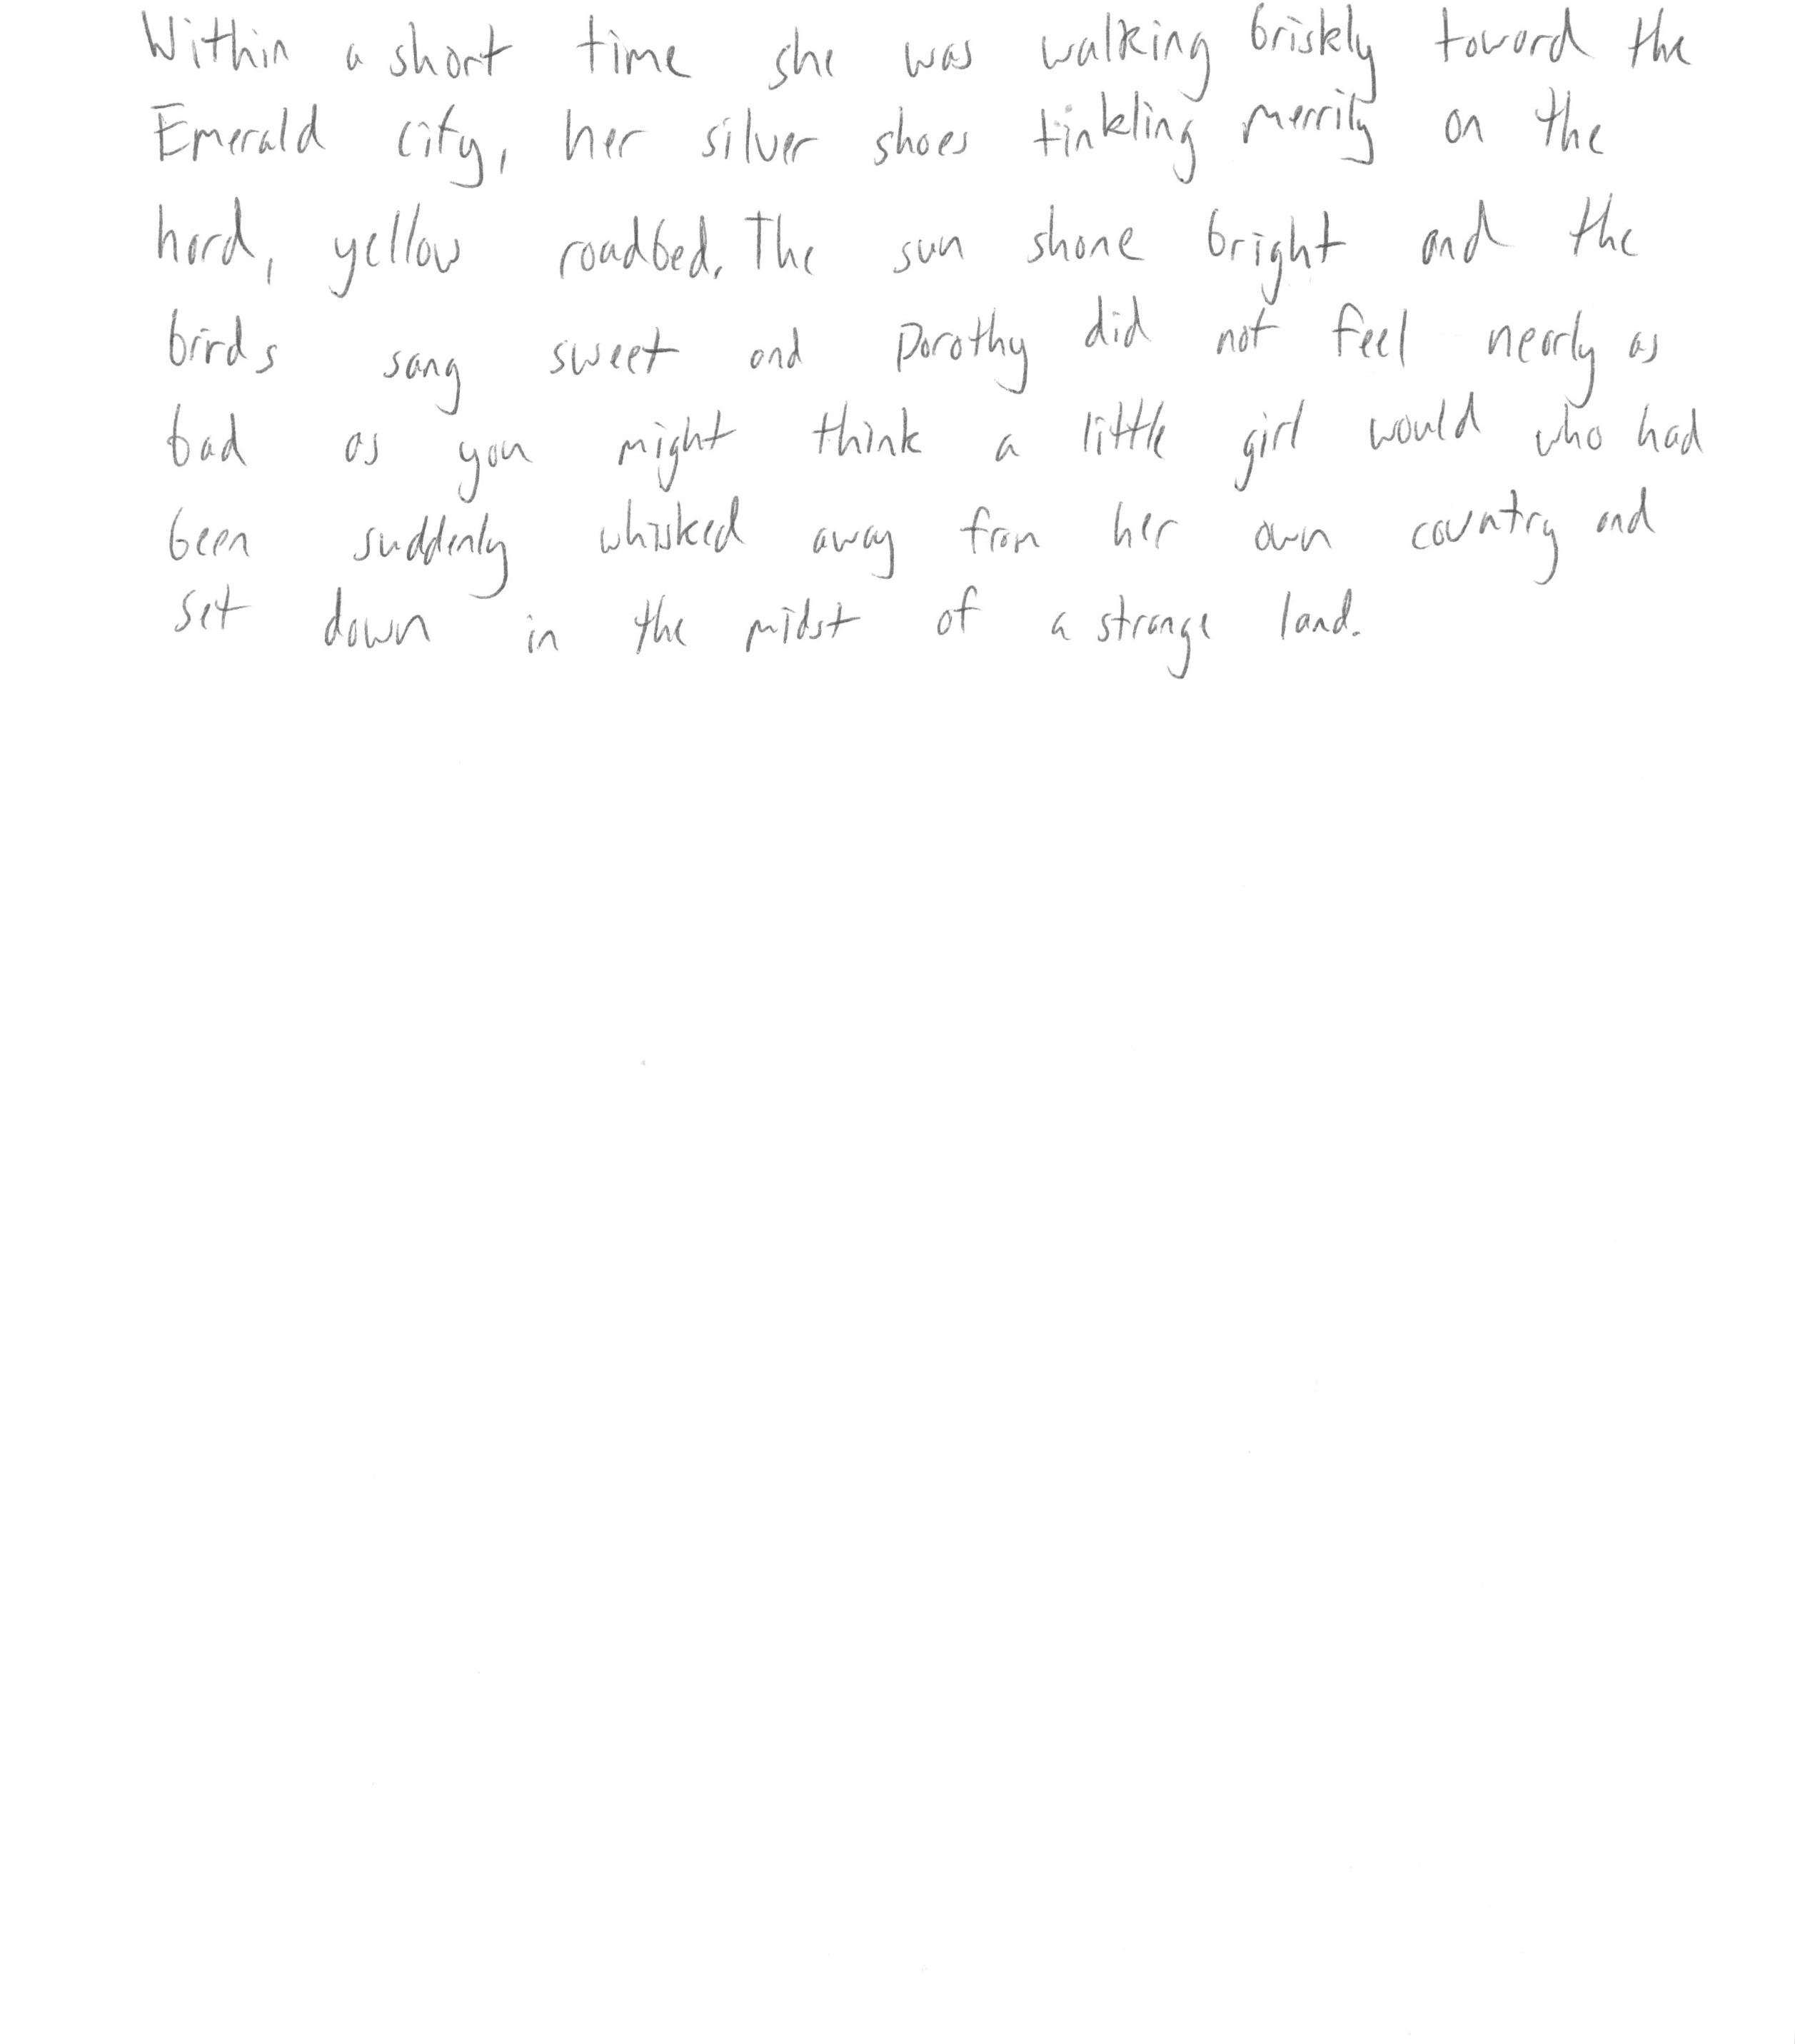 Within a short time she was walking briskly toward the
Emerald city, her silver shoes tinkling merrily on the
hard, yellow roadbed. The sun shone bright and the
birds sang sweet and Dorothy did not feel nearly as
bad as you might think a little girl would who had
been suddenly whisked away from her own country and
set down in the midst of a strange land.